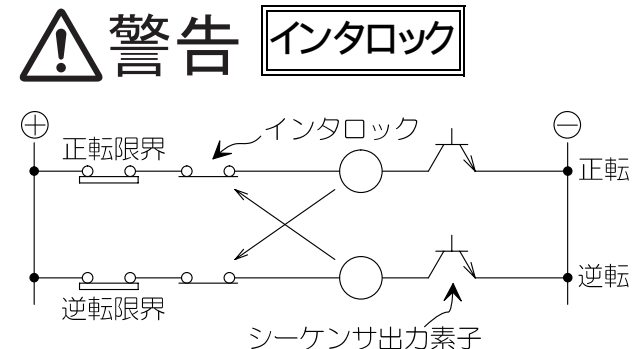 警告 インタロック
⊕ ⊖
インタロック
正転限界
正転
逆転
逆転限界
シーケンサ出力素子